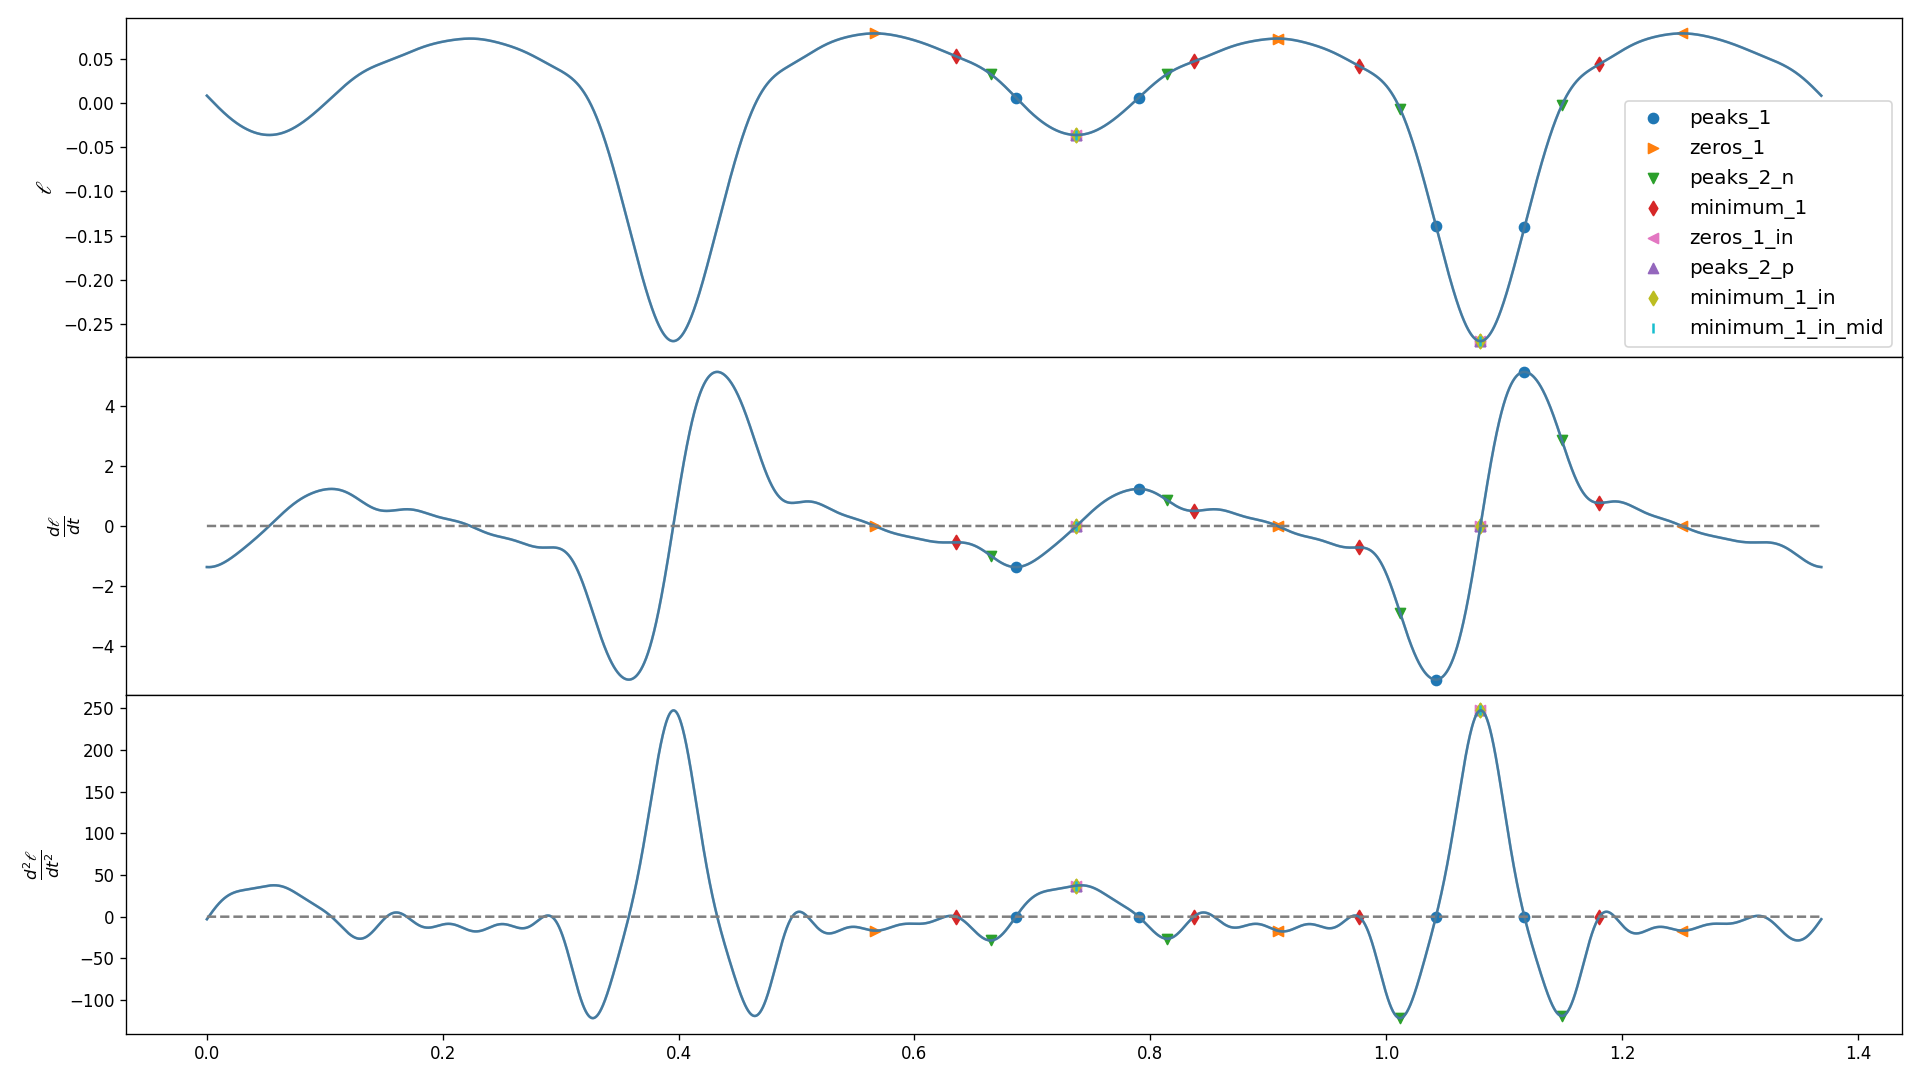 0.05
0.00
−0.05
−0.10
−0.15
−0.20
−0.25
ℓ
peaks_1
zeros_1
peaks_2_n
minimum_1
zeros_1_in
peaks_2_p
minimum_1_in
minimum_1_in_mid
4
2
0
−2
−4
dℓ
dt
250
200
150
100
50
0
−50
−100
d²ℓ
dt²
0.0 0.2 0.4 0.6 0.8 1.0 1.2 1.4